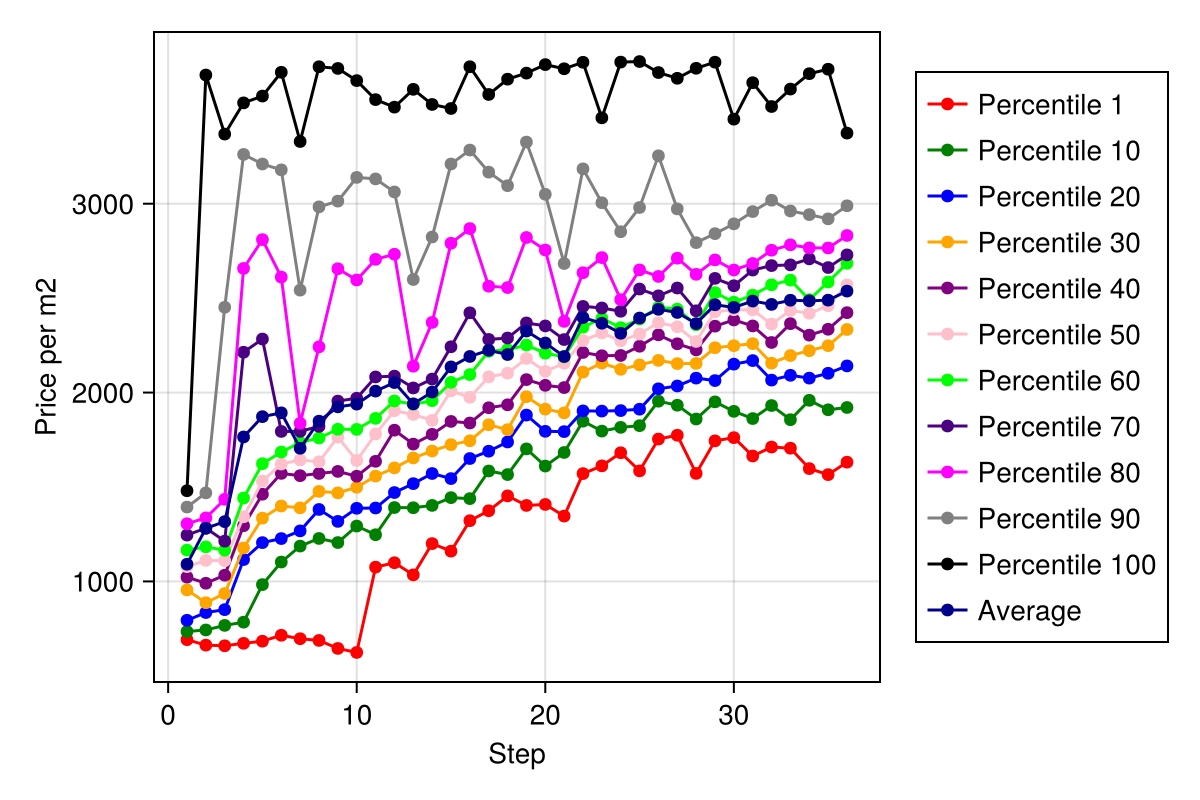 3000
2000
1000
Price per m2
0 10 20 30
Step
Percentile 1
Percentile 10
Percentile 20
Percentile 30
Percentile 40
Percentile 50
Percentile 60
Percentile 70
Percentile 80
Percentile 90
Percentile 100
Average